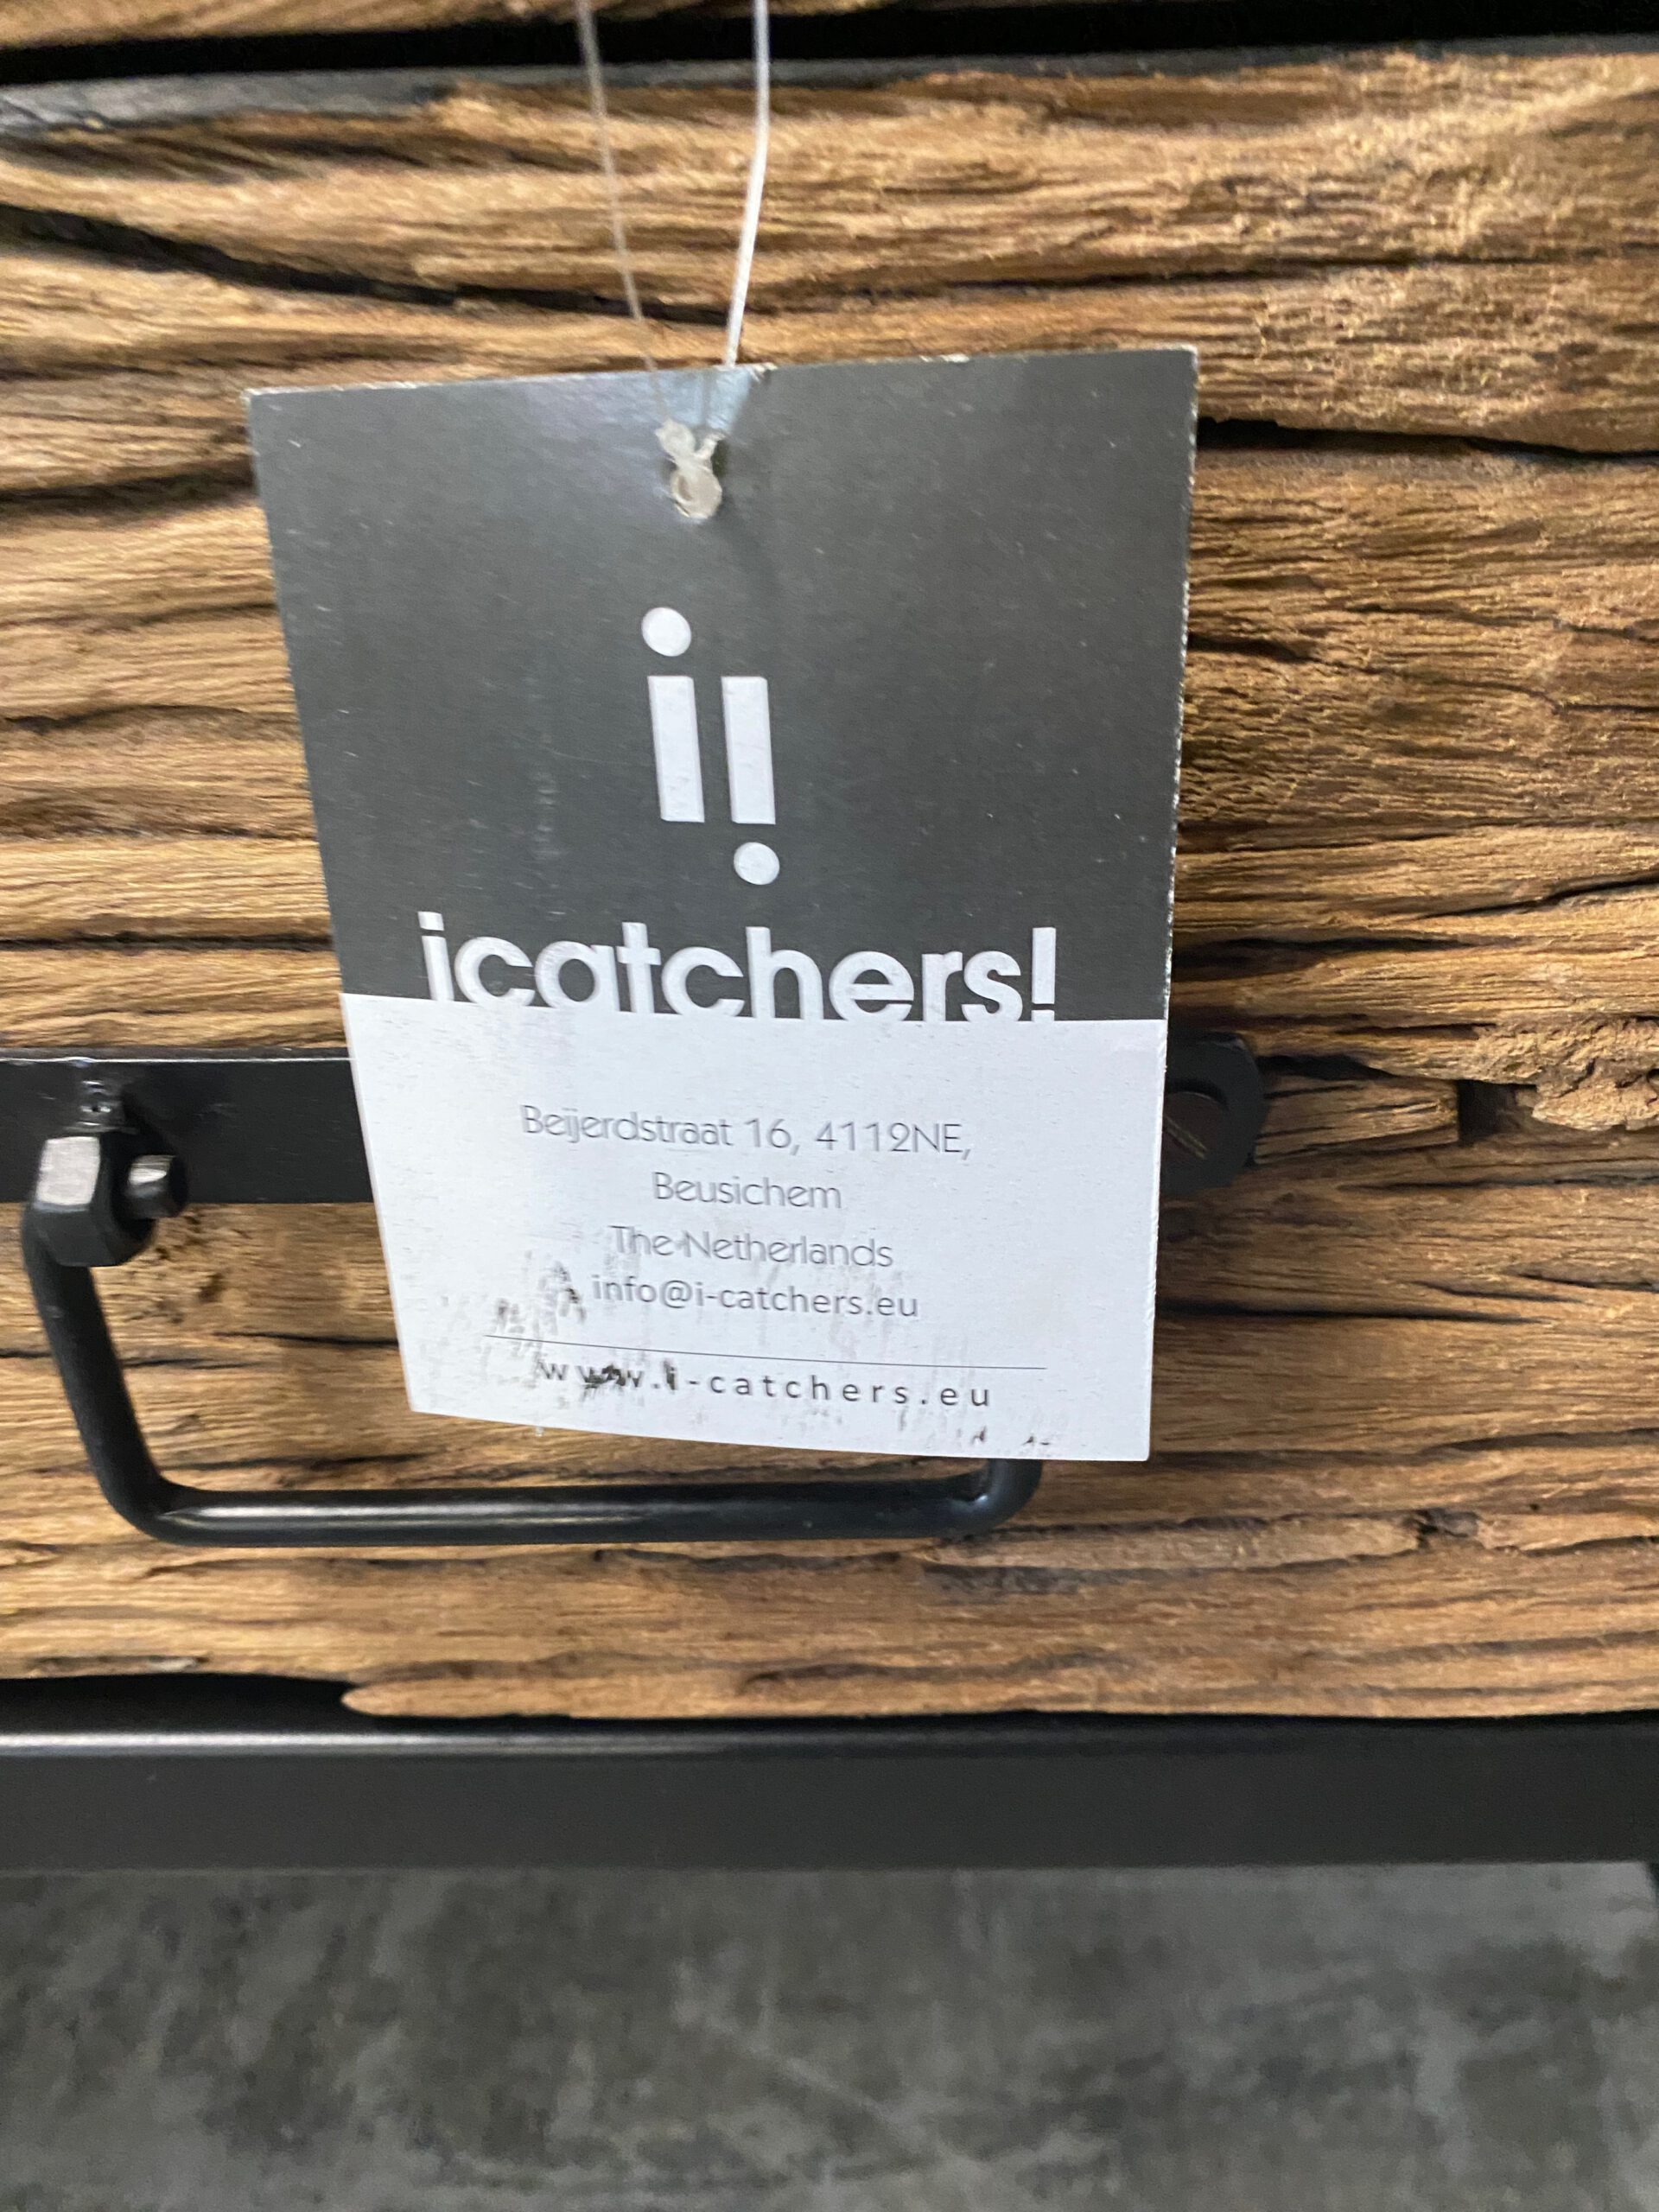 icatchers!
Beijerdstraat 16, 4112NE,
Beusichem
The Netherlands
info@i-catchers.eu
www.i-catchers.eu